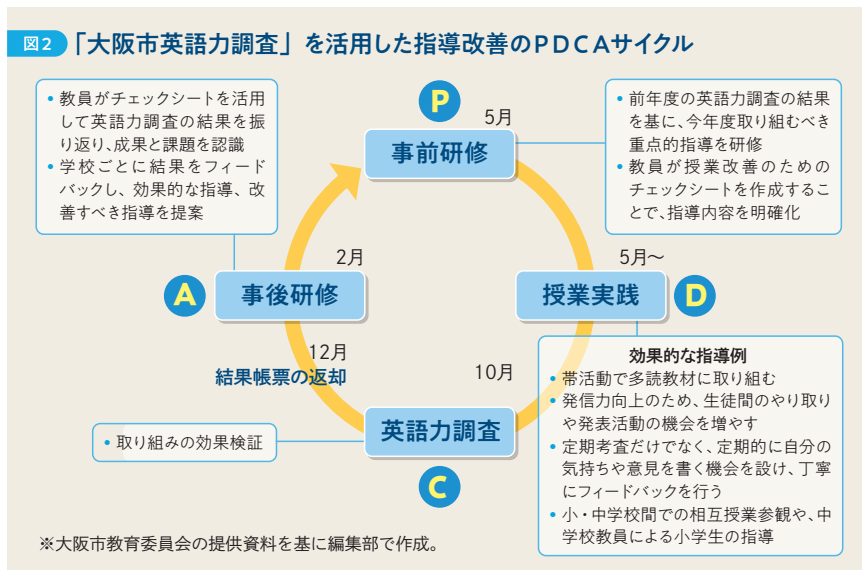 図2 「大阪市英語力調査」を活用した指導改善のPDCAサイクル
P
5月
事前研修
• 前年度の英語力調査の結果
を基に、今年度取り組むべき
重点的指導を研修
• 教員が授業改善のための
チェックシートを作成するこ
とで、指導内容を明確化
5月〜
授業実践
D
効果的な指導例
• 帯活動で多読教材に取り組む
• 発信力向上のため、生徒間のやり取り
や発表活動の機会を増やす
• 定期考査だけでなく、定期的に自分の
気持ちや意見を書く機会を設け、丁寧
にフィードバックを行う
• 小・中学校間での相互授業参観や、中
学校教員による小学生の指導
10月
英語力調査
C
• 取り組みの効果検証
12月
結果帳票の返却
2月
事後研修
A
• 教員がチェックシートを活用
して英語力調査の結果を振
り返り、成果と課題を認識
• 学校ごとに結果をフィード
バックし、効果的な指導、改
善すべき指導を提案
※大阪市教育委員会の提供資料を基に編集部で作成。